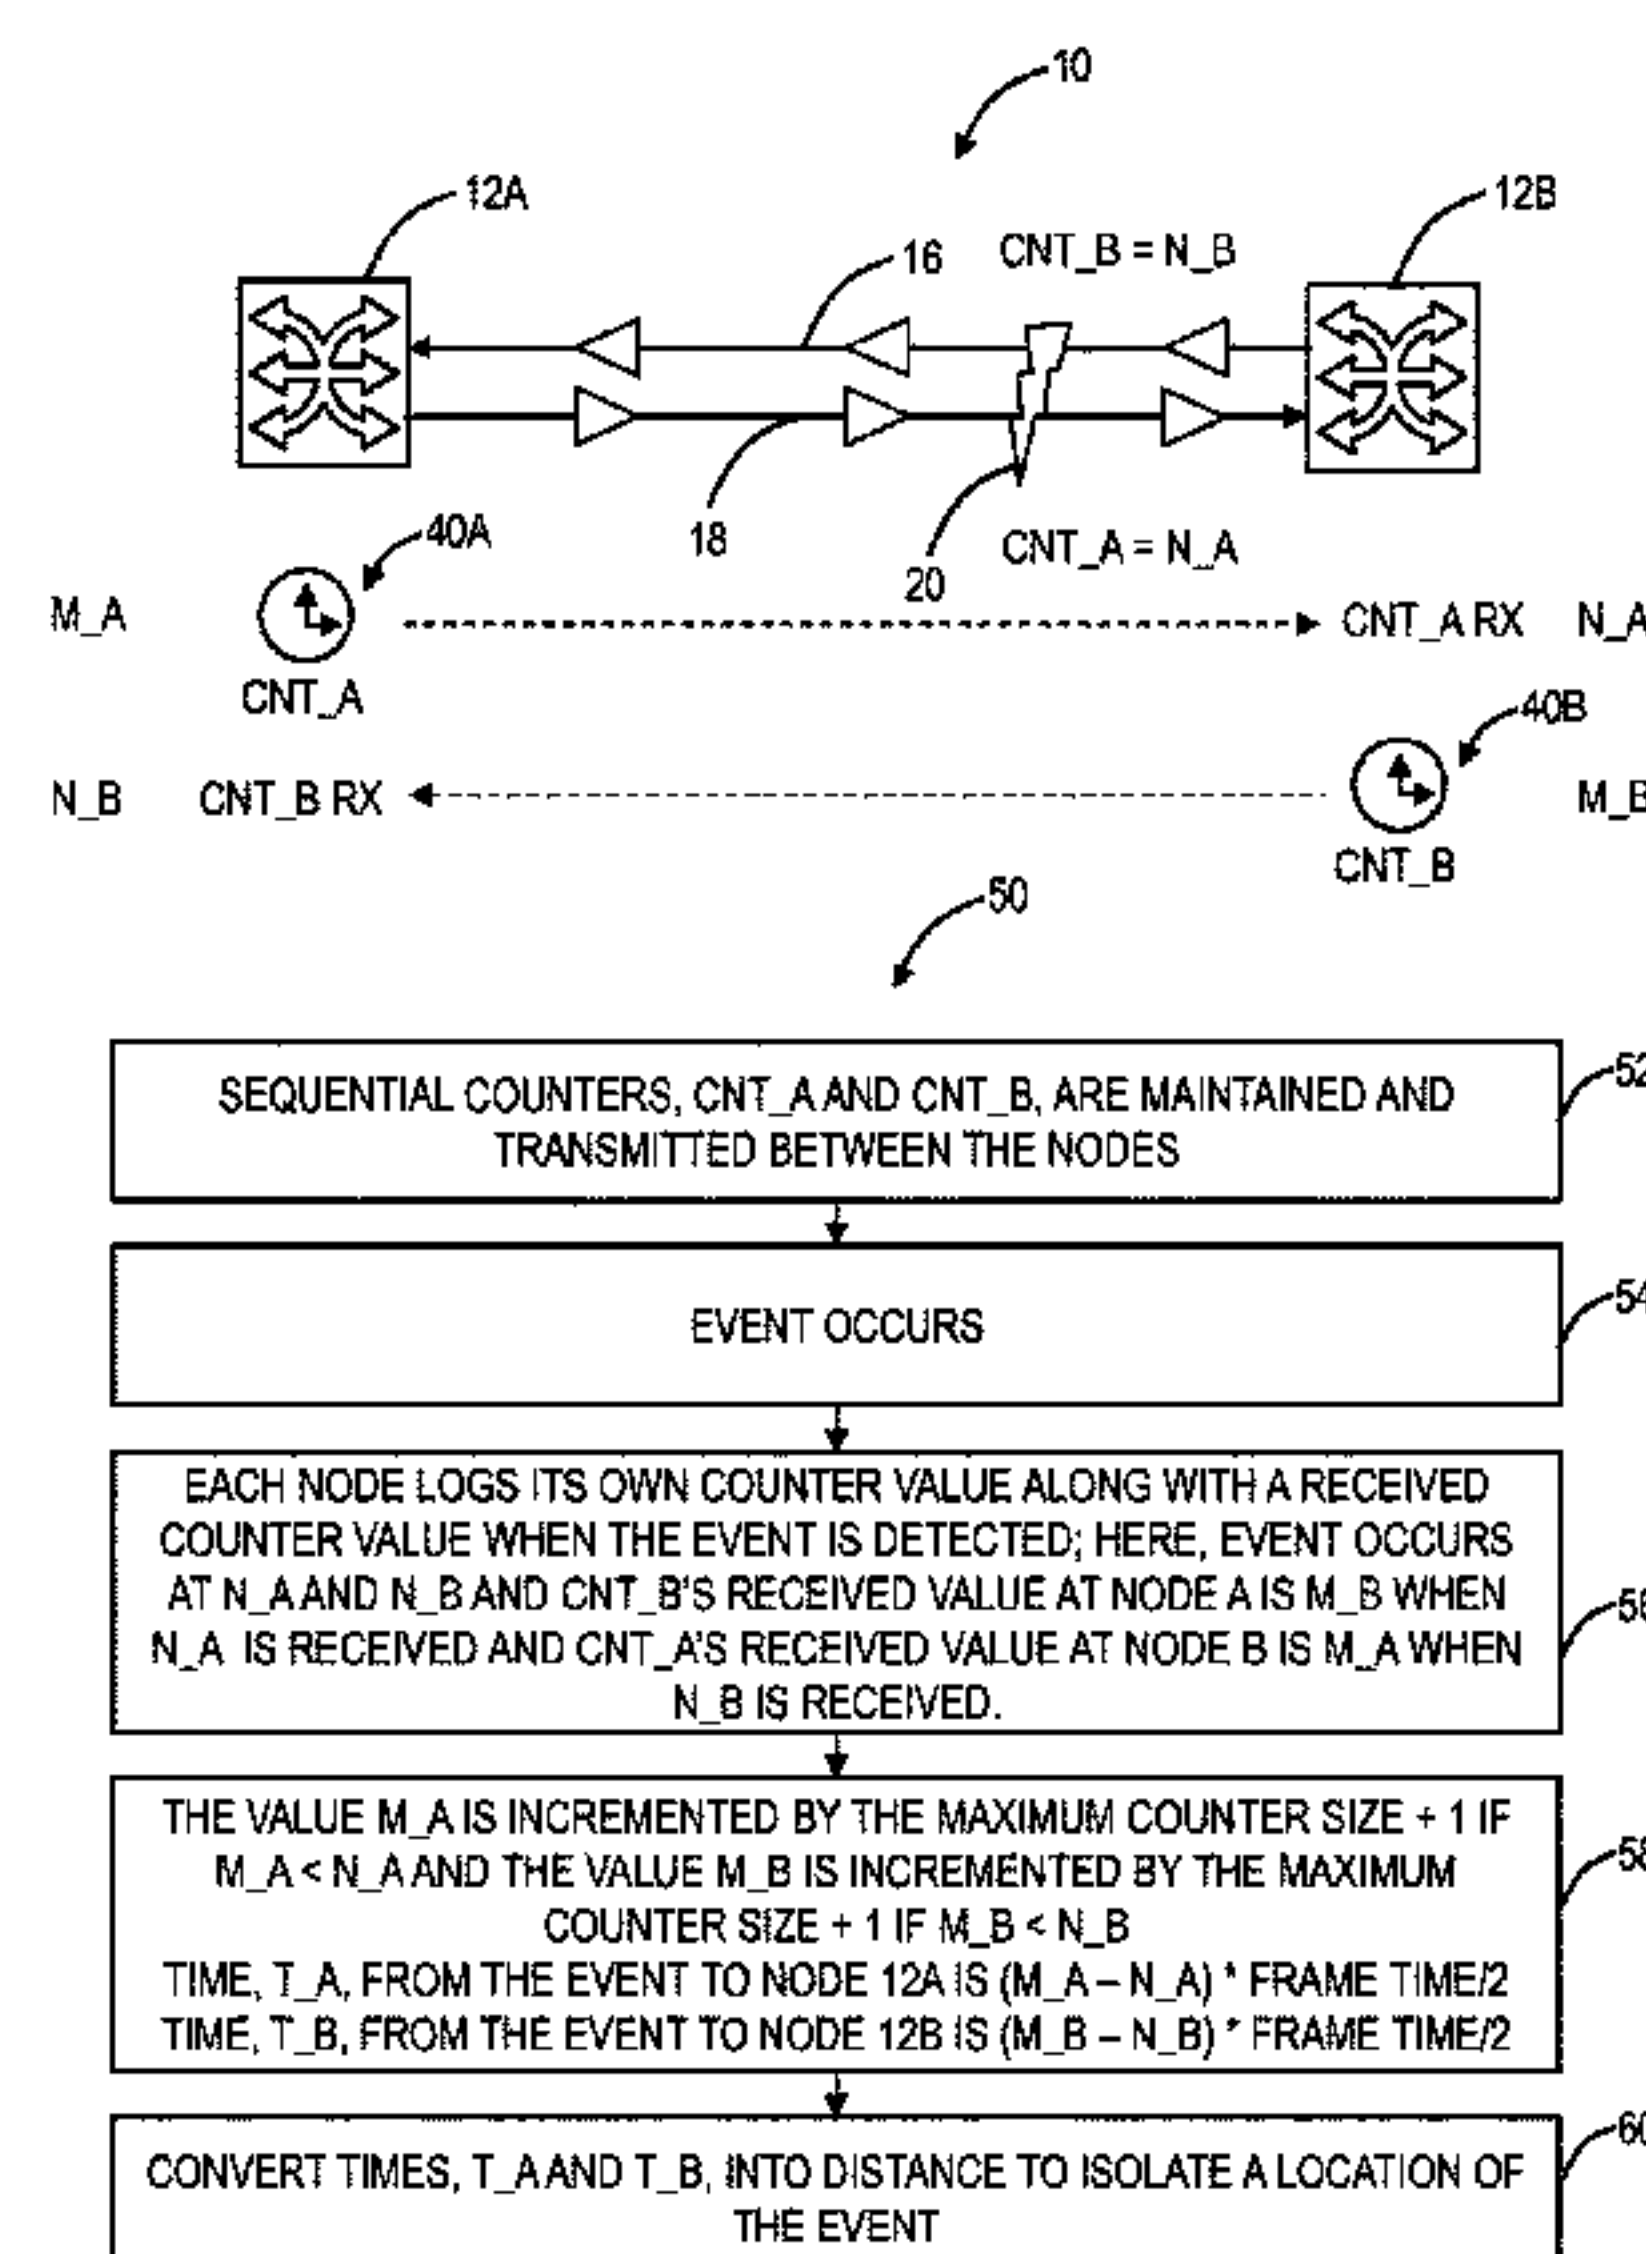 10
12A
12B
16
CNT_B = N_B
18
20
CNT_A = N_A
40A
M_A
CNT_A RX
N_A
CNT_A
40B
N_B
CNT_B RX
M_B
CNT_B
50
SEQUENTIAL COUNTERS, CNT_A AND CNT_B, ARE MAINTAINED AND
TRANSMITTED BETWEEN THE NODES
52
EVENT OCCURS
54
EACH NODE LOGS ITS OWN COUNTER VALUE ALONG WITH A RECEIVED
COUNTER VALUE WHEN THE EVENT IS DETECTED; HERE, EVENT OCCURS
AT N_A AND N_B AND CNT_B'S RECEIVED VALUE AT NODE A IS M_B WHEN
N_A IS RECEIVED AND CNT_A'S RECEIVED VALUE AT NODE B IS M_A WHEN
N_B IS RECEIVED.
56
THE VALUE M_A IS INCREMENTED BY THE MAXIMUM COUNTER SIZE + 1 IF
M_A < N_A AND THE VALUE M_B IS INCREMENTED BY THE MAXIMUM
COUNTER SIZE + 1 IF M_B < N_B
TIME, T_A, FROM THE EVENT TO NODE 12A IS (M_A – N_A) * FRAME TIME/2
TIME, T_B, FROM THE EVENT TO NODE 12B IS (M_B – N_B) * FRAME TIME/2
58
CONVERT TIMES, T_A AND T_B, INTO DISTANCE TO ISOLATE A LOCATION OF
THE EVENT
60